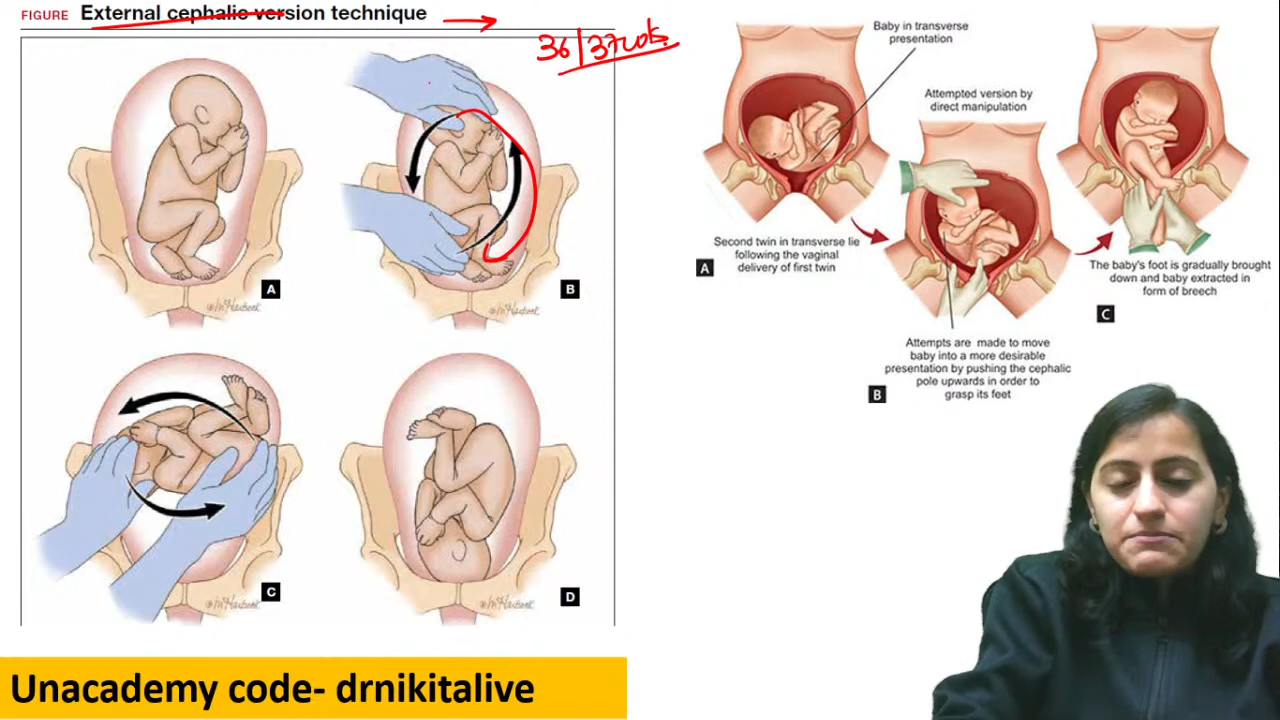 FIGURE External cephalic version technique
36/37wks
A
B
C
D
Baby in transverse
presentation
Attempted version by
direct manipulation
Second twin in transverse lie
following the vaginal
delivery of first twin
A
The baby's foot is gradually brought
down and baby extracted in
form of breech
C
Attempts are made to move
baby into a more desirable
presentation by pushing the cephalic
pole upwards in order to
grasp its feet
B
Unacademy code- drnikitalive